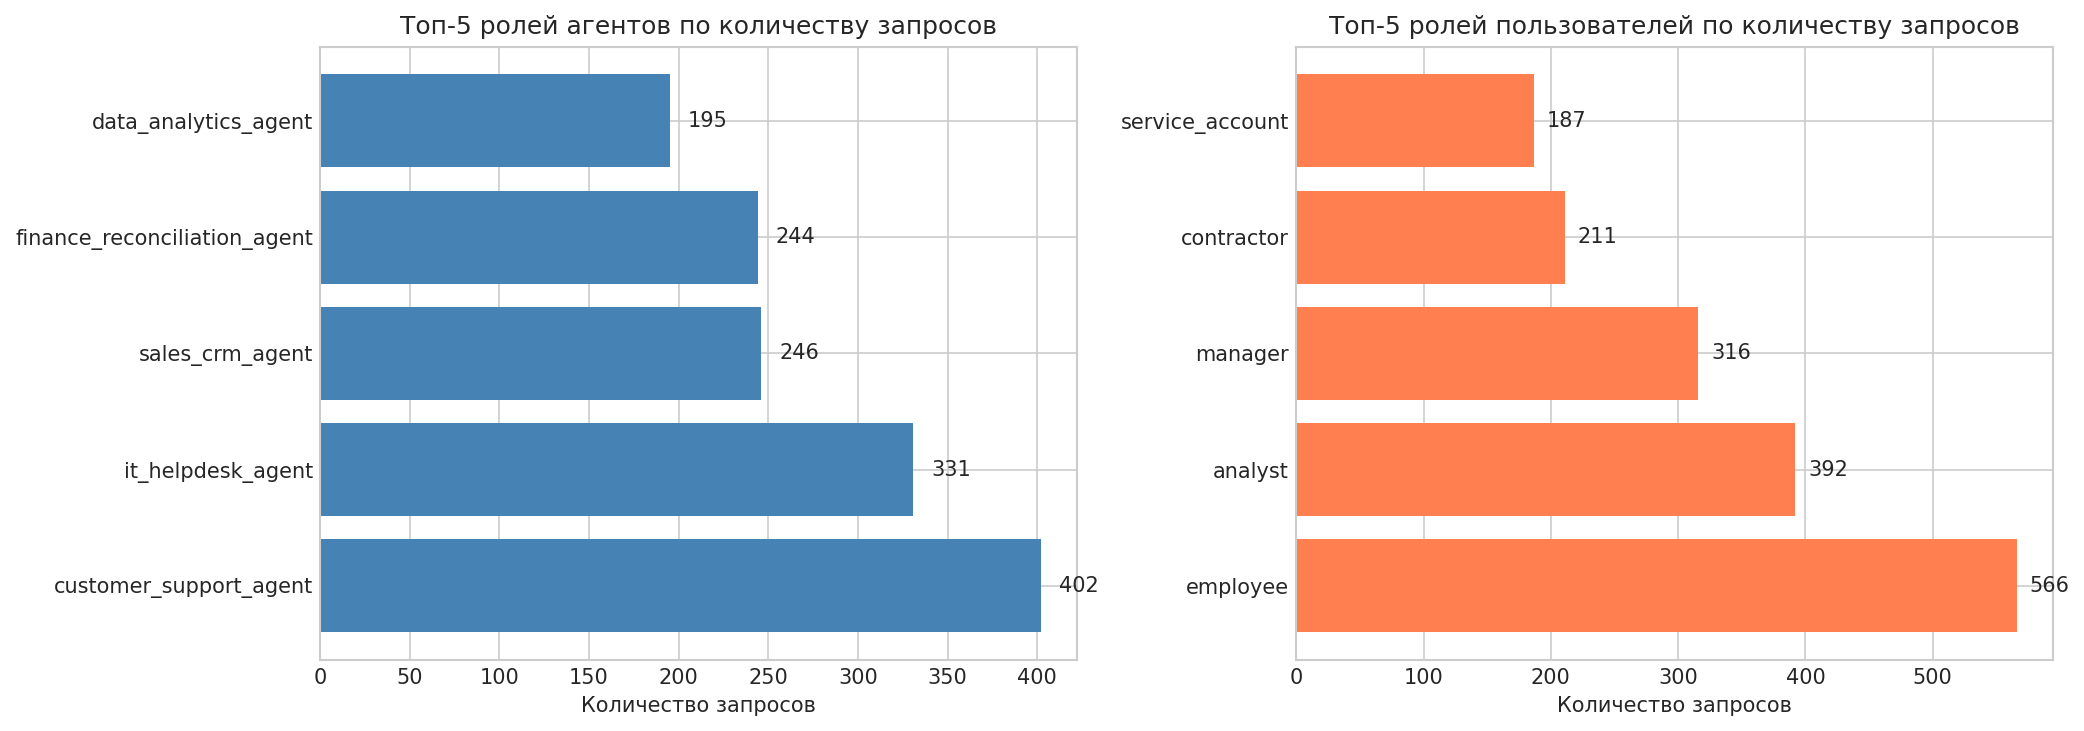 Топ-5 ролей агентов по количеству запросов
data_analytics_agent
195
finance_reconciliation_agent
244
sales_crm_agent
246
it_helpdesk_agent
331
customer_support_agent
402
0 50 100 150 200 250 300 350 400
Количество запросов
Топ-5 ролей пользователей по количеству запросов
service_account
187
contractor
211
manager
316
analyst
392
employee
566
0 100 200 300 400 500
Количество запросов